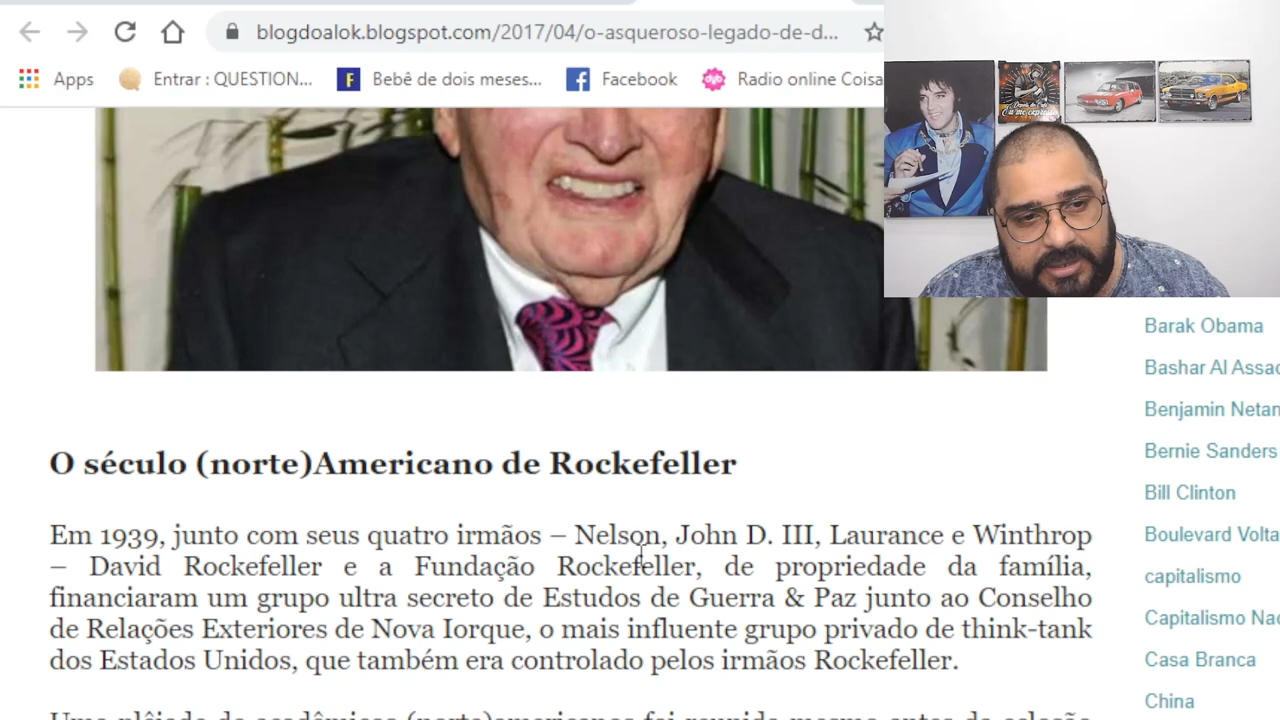 blogdoalok.blogspot.com/2017/04/o-asqueroso-legado-de-d...
Apps Entrar : QUESTION... Bebê de dois meses... Facebook Radio online Coisa
Barak Obama
Bashar Al Assad
Benjamin Netan
Bernie Sanders
Bill Clinton
Boulevard Volta
capitalismo
Capitalismo Nac
Casa Branca
China
O século (norte)Americano de Rockefeller
Em 1939, junto com seus quatro irmãos – Nelson, John D. III, Laurance e Winthrop
– David Rockefeller e a Fundação Rockefeller, de propriedade da família,
financiaram um grupo ultra secreto de Estudos de Guerra & Paz junto ao Conselho
de Relações Exteriores de Nova Iorque, o mais influente grupo privado de think-tank
dos Estados Unidos, que também era controlado pelos irmãos Rockefeller.